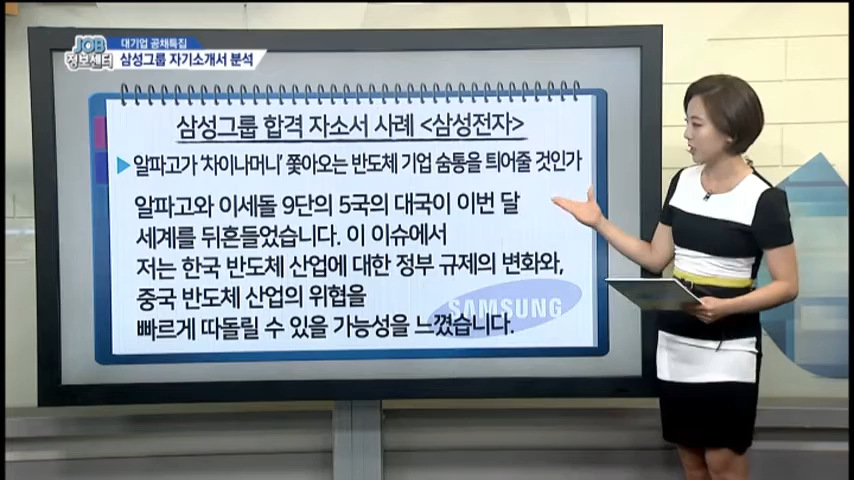 JOB
정보센터
대기업 공채특집
삼성그룹 자기소개서 분석
삼성그룹 합격 자소서 사례 <삼성전자>
알파고가 '차이나머니' 쫓아오는 반도체 기업 숨통을 틔어줄 것인가
알파고와 이세돌 9단의 5국의 대국이 이번 달
세계를 뒤흔들었습니다. 이 이슈에서
저는 한국 반도체 산업에 대한 정부 규제의 변화와,
중국 반도체 산업의 위협을
빠르게 따돌릴 수 있을 가능성을 느꼈습니다.
SAMSUNG